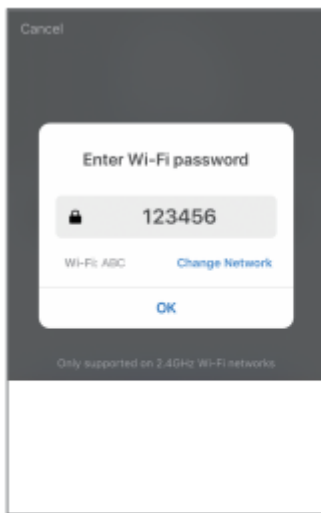 Cancel
Enter Wi-Fi password
123456
Wi-Fi: ABC Change Network
OK
Only supported on 2.4GHz Wi-Fi networks